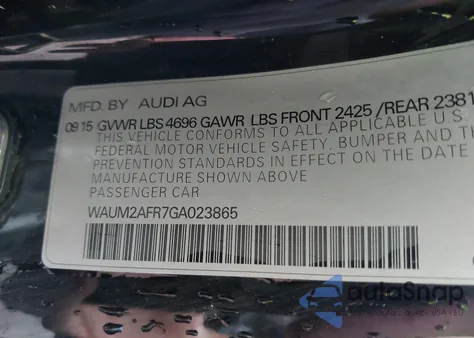 MFD. BY AUDI AG
09 15 GVWR LBS 4696 GAWR LBS FRONT 2425 /REAR 2381
THIS VEHICLE CONFORMS TO ALL APPLICABLE U.S.
FEDERAL MOTOR VEHICLE SAFETY, BUMPER AND TH
PREVENTION STANDARDS IN EFFECT ON THE DATE
MANUFACTURE SHOWN ABOVE
PASSENGER CAR
WAUM2AFR7GA023865
autoSnap